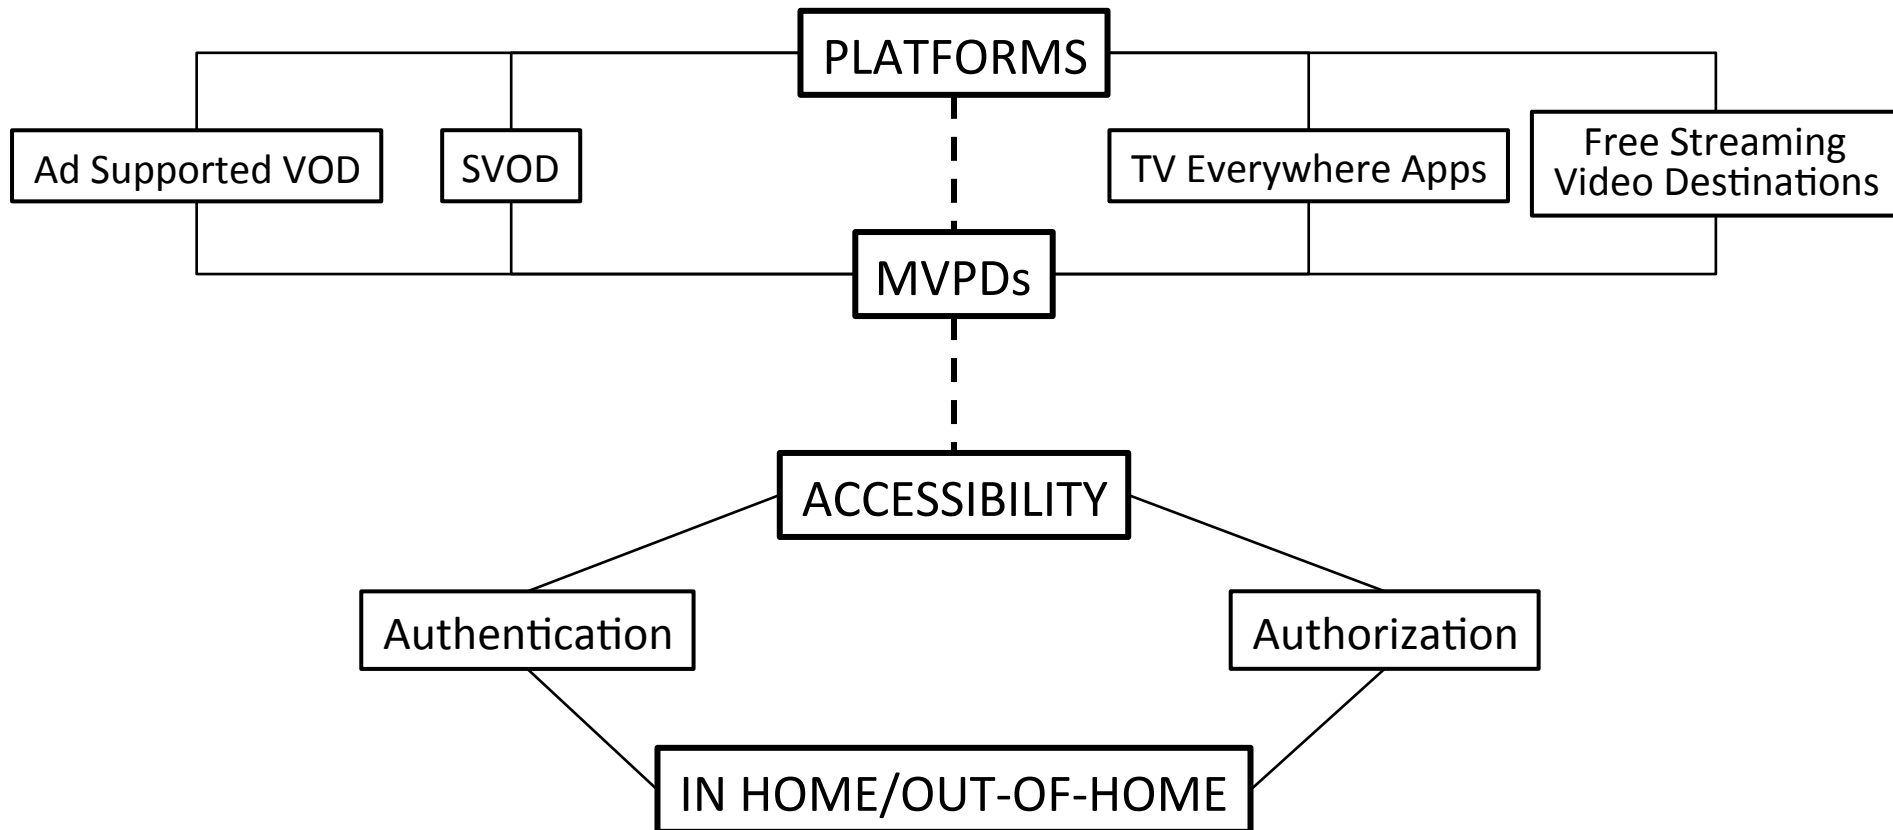 PLATFORMS
Ad Supported VOD
SVOD
TV Everywhere Apps
Free Streaming
Video Destinations
MVPDs
ACCESSIBILITY
Authentication
Authorization
IN HOME/OUT-OF-HOME